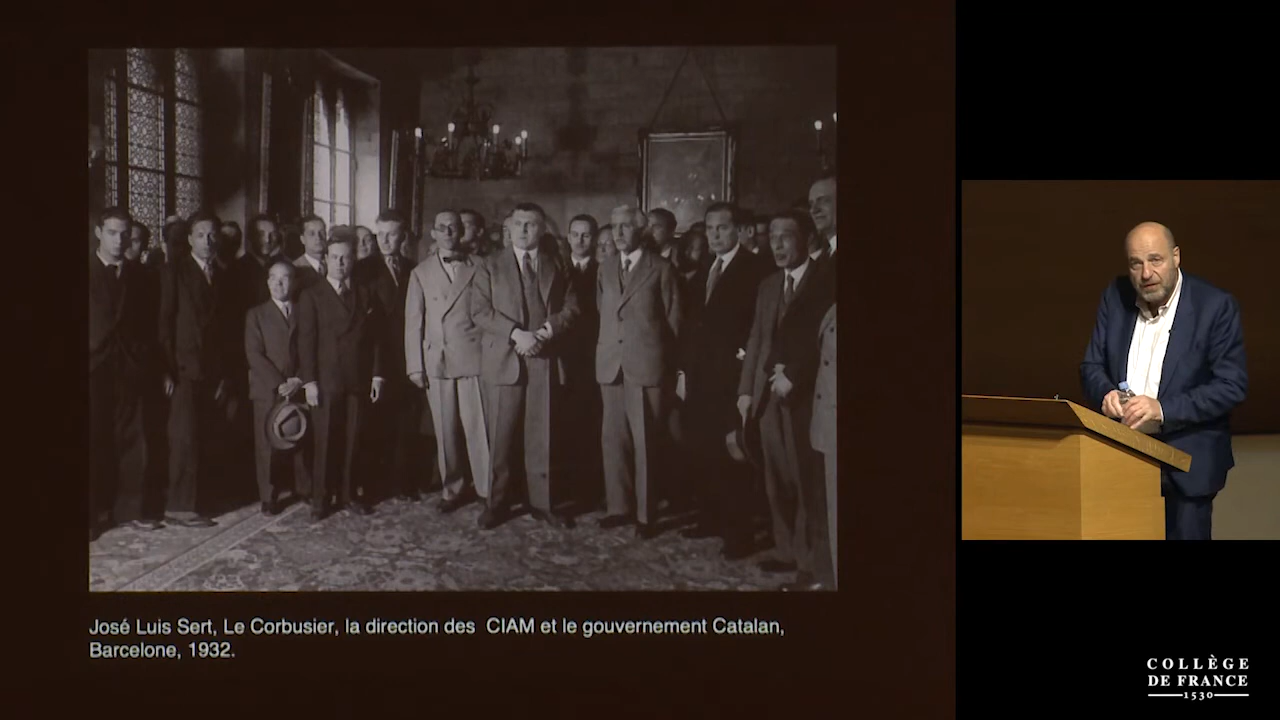 José Luis Sert, Le Corbusier, la direction des  CIAM et le gouvernement Catalan,
Barcelone, 1932.
COLLÈGE
DE FRANCE
1530